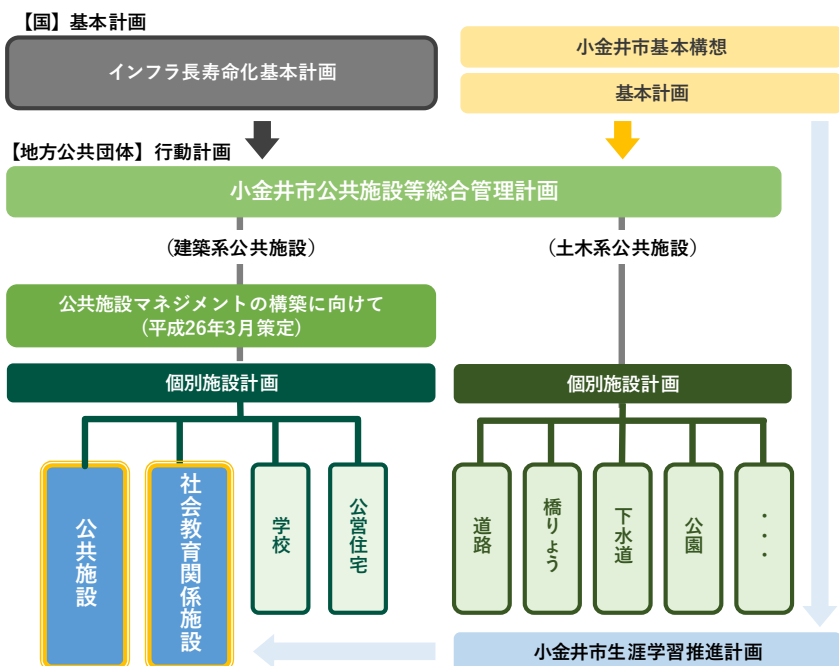 【国】基本計画
インフラ長寿命化基本計画
小金井市基本構想
基本計画
【地方公共団体】行動計画
小金井市公共施設等総合管理計画
（建築系公共施設）
（土木系公共施設）
公共施設マネジメントの構築に向けて
(平成26年3月策定)
個別施設計画
個別施設計画
公共施設
社会教育関係施設
学校
公営住宅
道路
橋りょう
下水道
公園
・・・
小金井市生涯学習推進計画